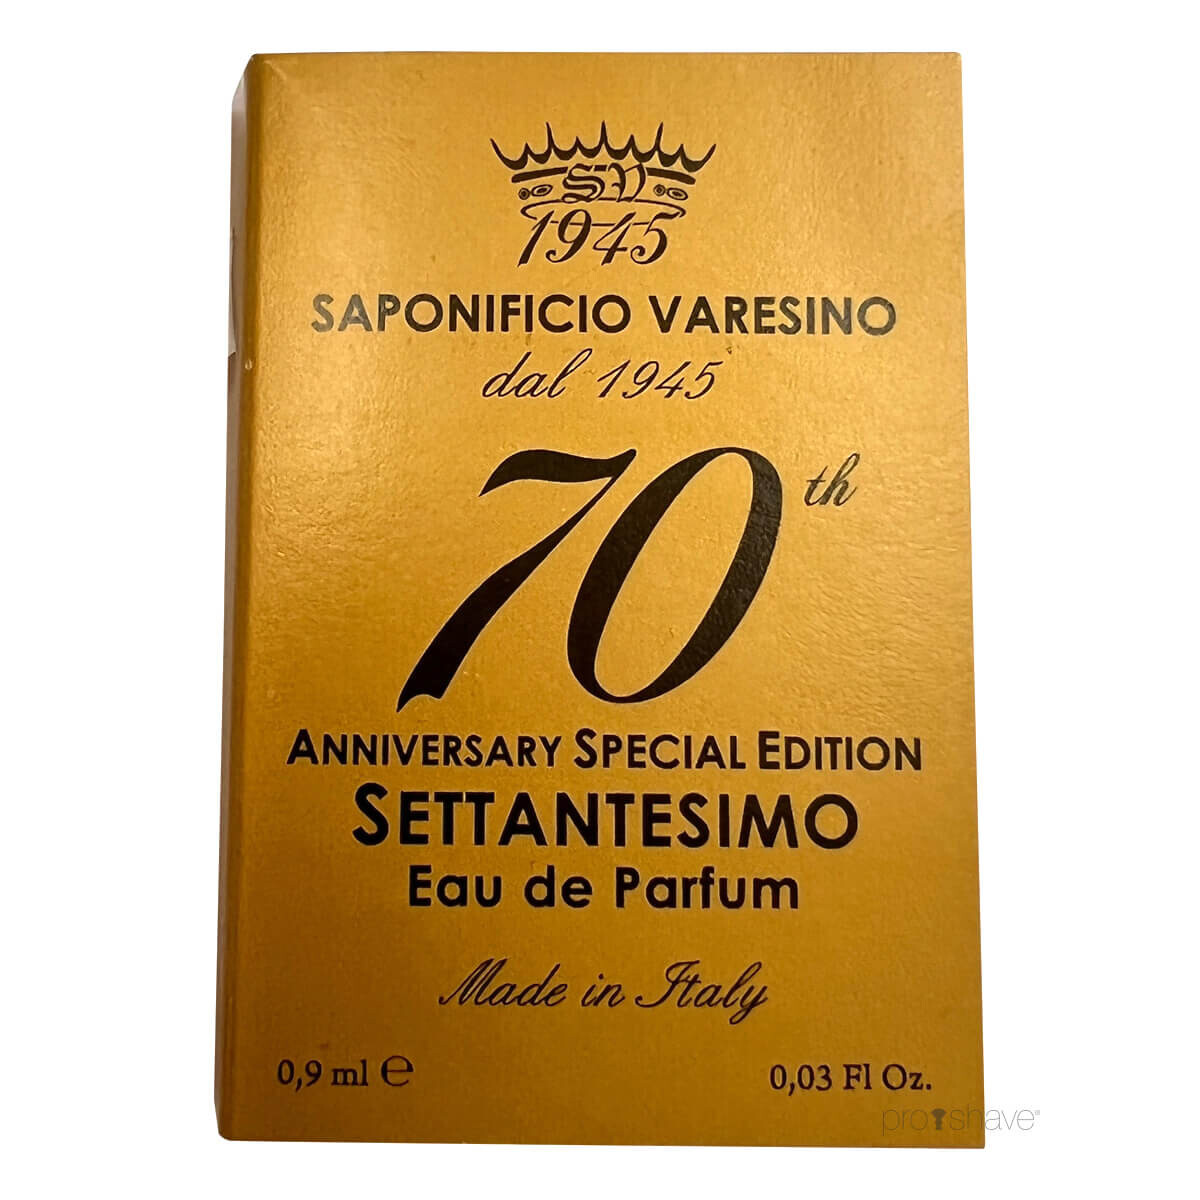 SV
1945
SAPONIFICIO VARESINO
dal 1945
70th
ANNIVERSARY SPECIAL EDITION
SETTANTESIMO
Eau de Parfum
Made in Italy
0,9 ml ℮
0,03 Fl Oz.
proshave